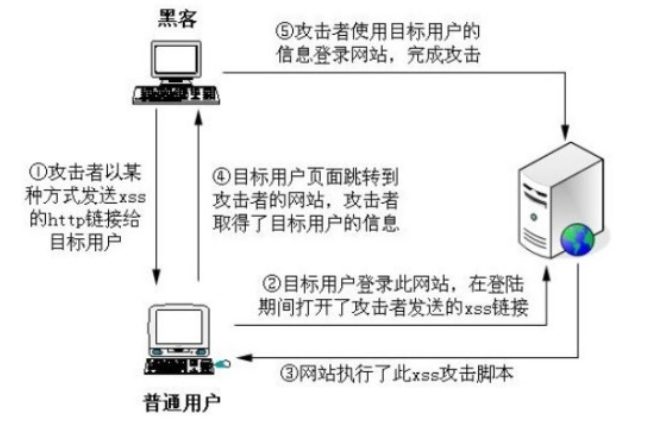 黑客
⑤攻击者使用目标用户的
信息登录网站，完成攻击
①攻击者以某
种方式发送xss
的http链接给
目标用户
④目标用户页面跳转到
攻击者的网站，攻击者
取得了目标用户的信息
②目标用户登录此网站，在登陆
期间打开了攻击者发送的xss链接
③网站执行了此xss攻击脚本
普通用户